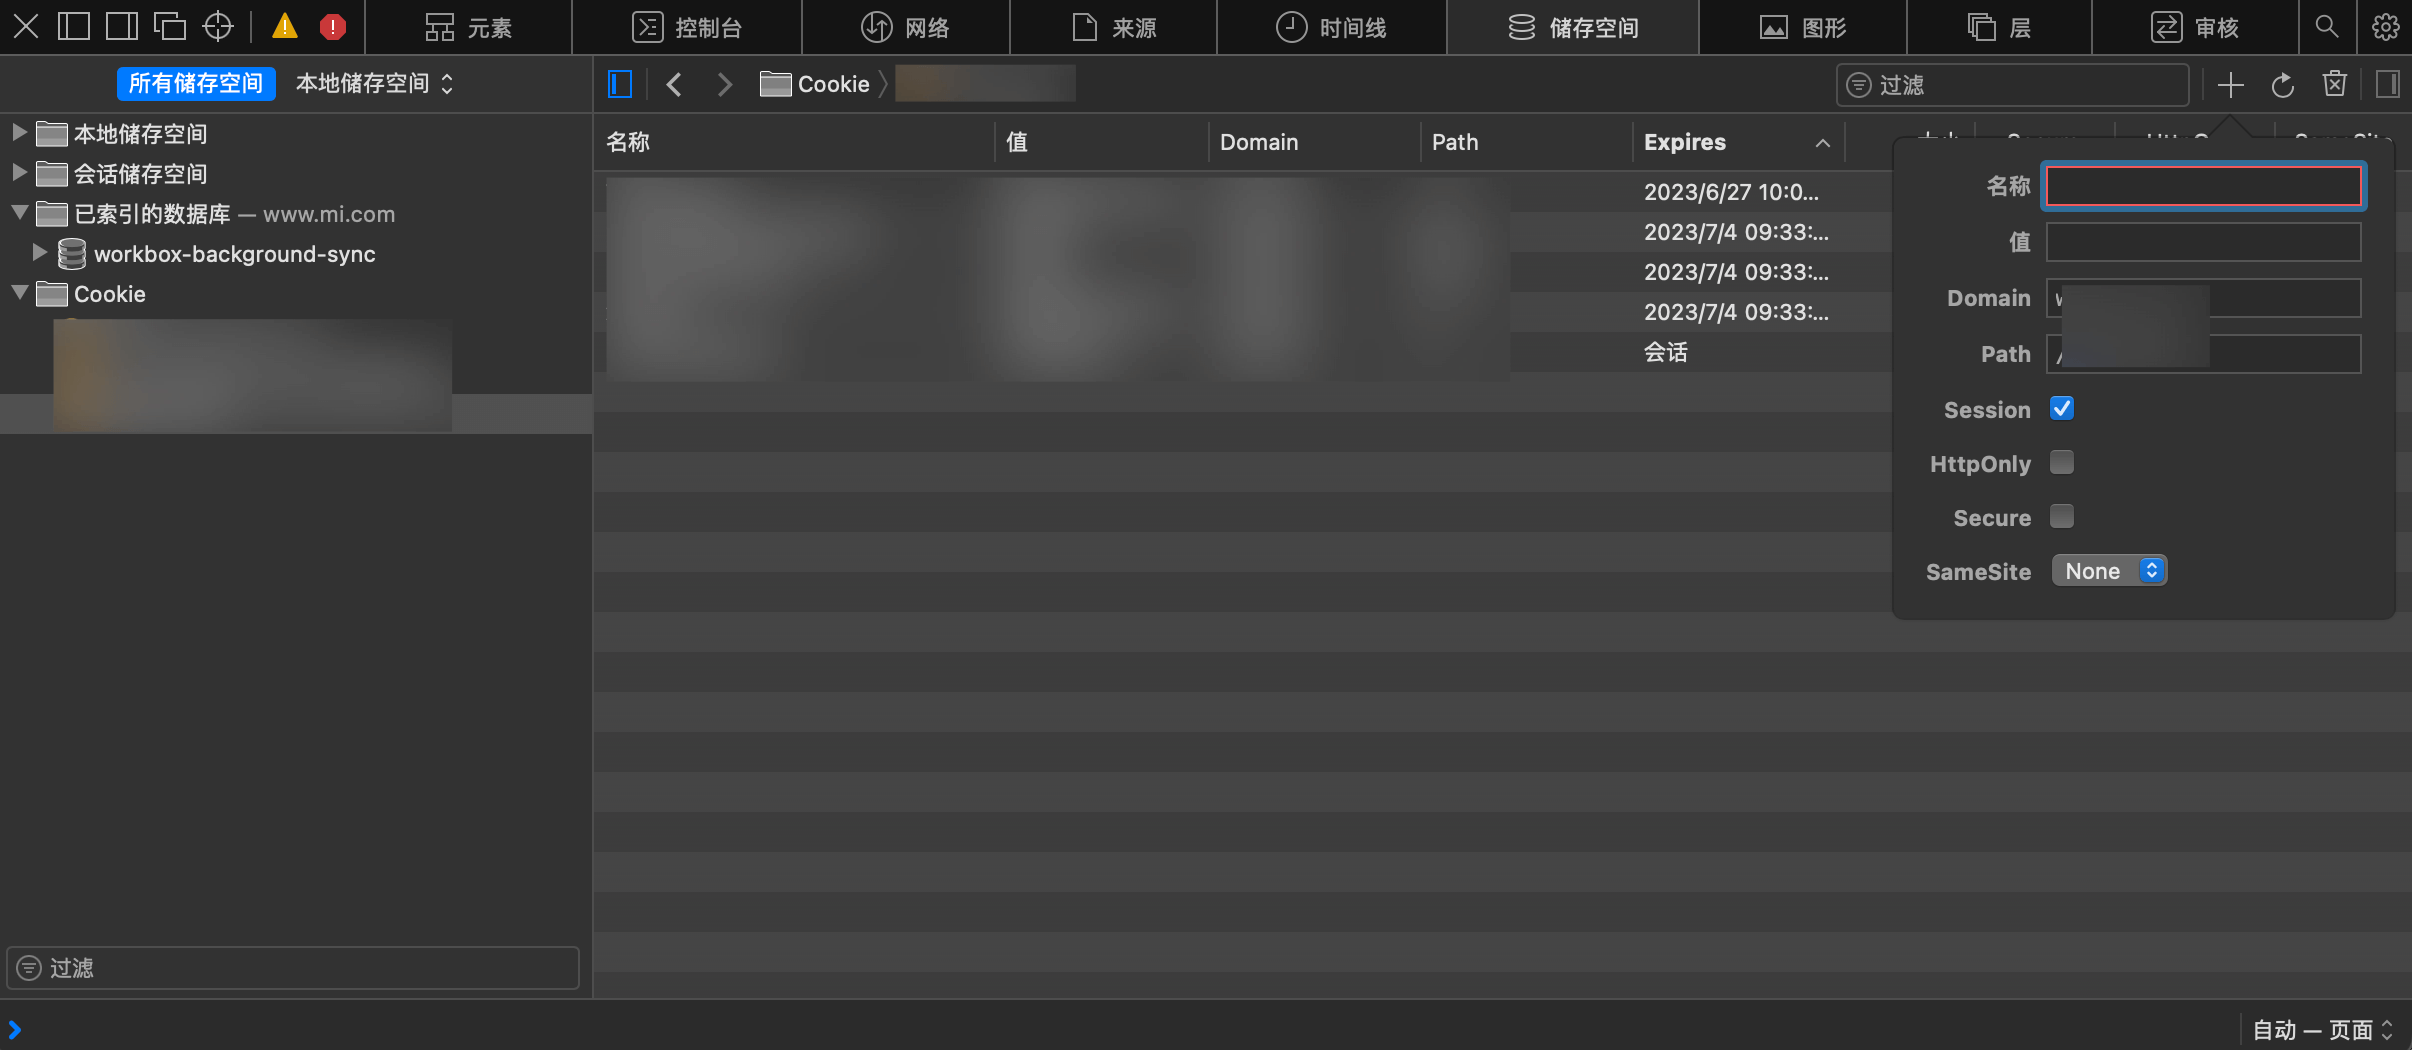 元素
控制台
网络
来源
时间线
储存空间
图形
层
审核
所有储存空间 本地储存空间
Cookie
过滤
本地储存空间
会话储存空间
已索引的数据库 — www.mi.com
workbox-background-sync
Cookie
名称 值 Domain Path Expires
2023/6/27 10:0...
2023/7/4 09:33:...
2023/7/4 09:33:...
2023/7/4 09:33:...
会话
名称
值
Domain
Path /
Session
HttpOnly
Secure
SameSite None
过滤
自动 — 页面